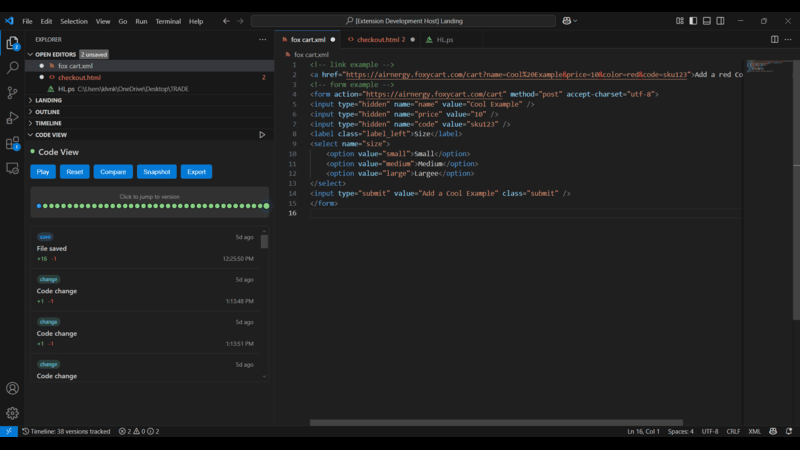 File Edit Selection View Go Run Terminal Help
[Extension Development Host] Landing
EXPLORER
OPEN EDITORS 2 unsaved
fox cart.xml
checkout.html 2
HL.ps C:\Users\klvnk\OneDrive\Desktop\TRADE
LANDING
OUTLINE
TIMELINE
CODE VIEW
Code View
Play Reset Compare Snapshot Export
Click to jump to version
save 5d ago
File saved
+16 -1 12:25:50 PM
change 5d ago
Code change
+1 -1 1:13:48 PM
change 5d ago
Code change
+1 -1 1:13:51 PM
change 5d ago
Code change
fox cart.xml checkout.html 2 HL.ps
fox cart.xml
1 <!-- link example -->
2 <a href="https://airnergy.foxycart.com/cart?name=Cool%20Example&price=10&color=red&code=sku123">Add a red Co
3 <!-- form example -->
4 <form action="https://airnergy.foxycart.com/cart" method="post" accept-charset="utf-8">
5 <input type="hidden" name="name" value="Cool Example" />
6 <input type="hidden" name="price" value="10" />
7 <input type="hidden" name="code" value="sku123" />
8 <label class="label_left">Size</label>
9 <select name="size">
10 <option value="small">Small</option>
11 <option value="medium">Medium</option>
12 <option value="large">Largee</option>
13 </select>
14 <input type="submit" value="Add a Cool Example" class="submit" />
15 </form>
16
Timeline: 38 versions tracked 2 0 2
Ln 16, Col 1 Spaces: 4 UTF-8 CRLF XML